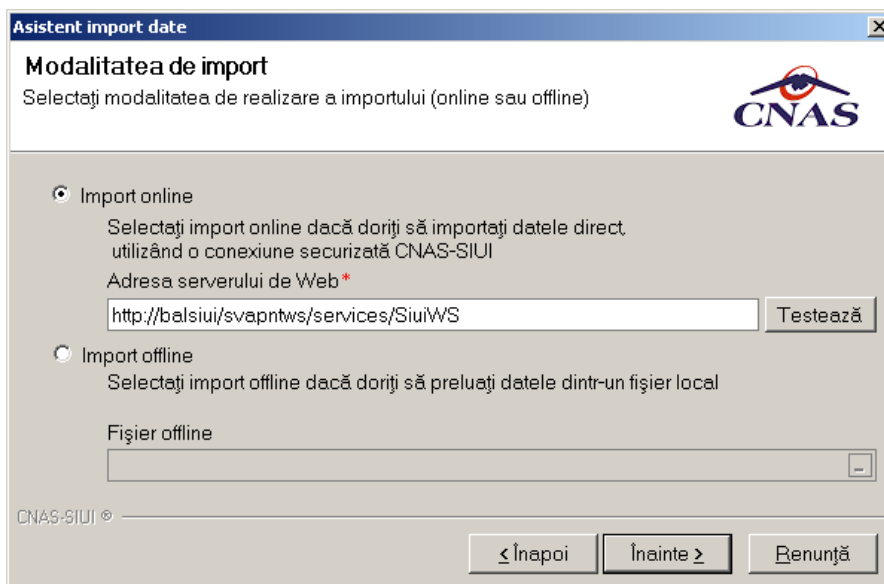 Asistent import date
Modalitatea de import
Selectaţi modalitatea de realizare a importului (online sau offline)
CNAS
Import online
Selectaţi import online dacă doriţi să importaţi datele direct,
utilizând o conexiune securizată CNAS-SIUI
Adresa serverului de Web*
http://balsiui/svapntws/services/SiuiWS
Testează
Import offline
Selectaţi import offline dacă doriţi să preluaţi datele dintr-un fişier local
Fişier offline
...
CNAS-SIUI ®
< Înapoi
Înainte >
Renunţă